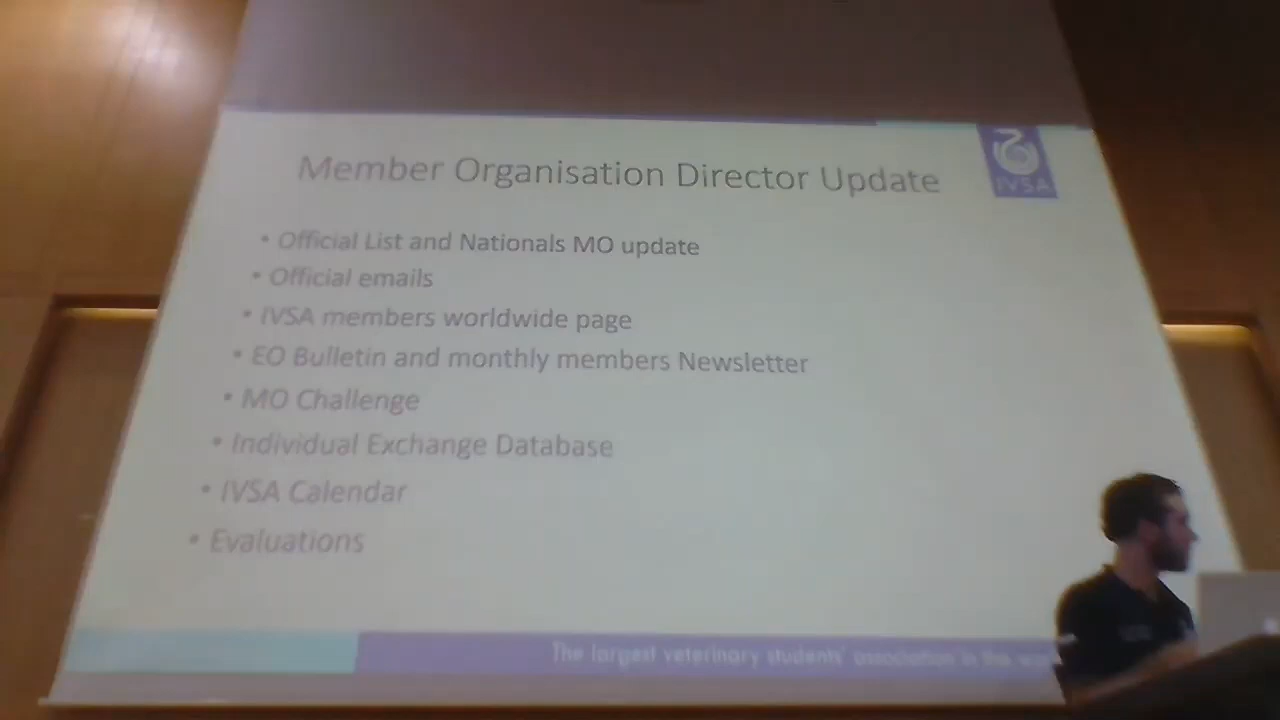 Member Organisation Director Update
IVSA
• Official List and Nationals MO update
• Official emails
• IVSA members worldwide page
• EO Bulletin and monthly members Newsletter
• MO Challenge
• Individual Exchange Database
• IVSA Calendar
• Evaluations
The largest veterinary students' association in the